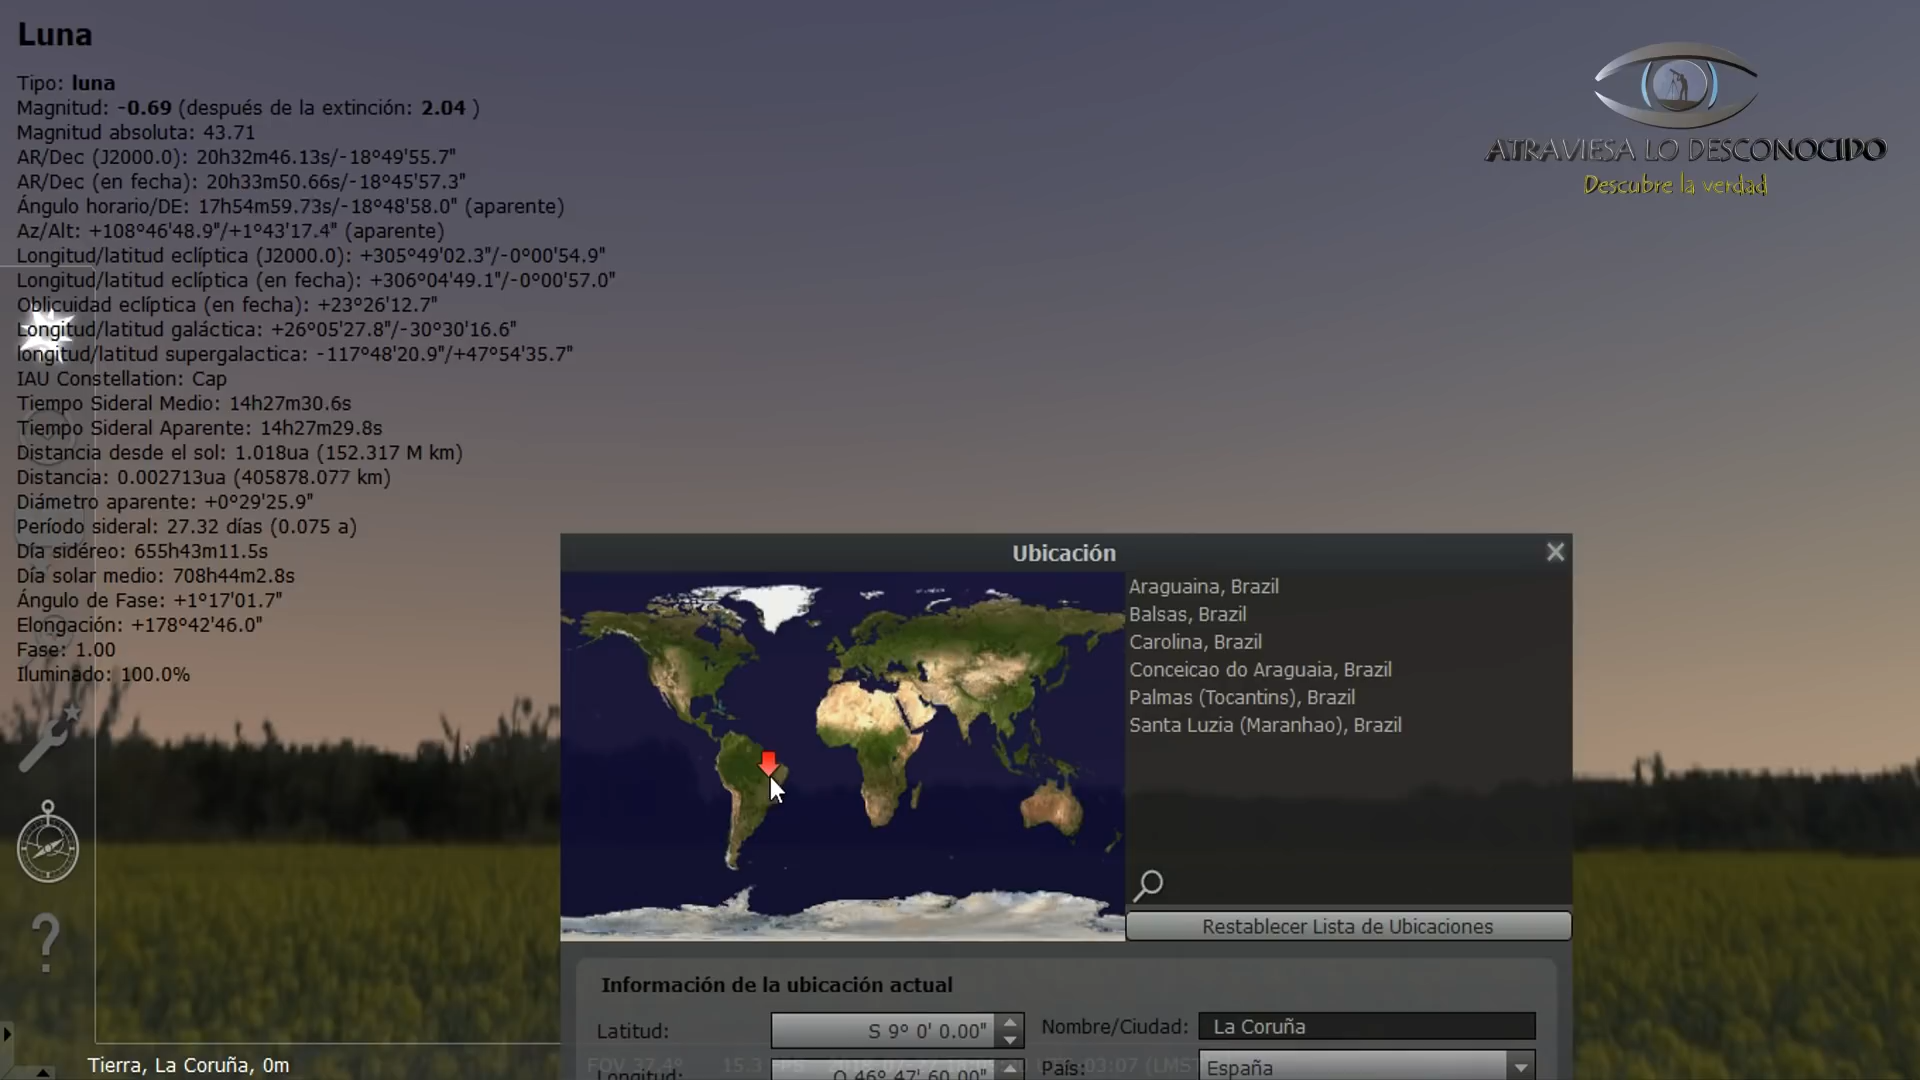 Luna
Tipo: luna
Magnitud: -0.69 (después de la extinción: 2.04 )
Magnitud absoluta: 43.71
AR/Dec (J2000.0): 20h32m46.13s/-18°49'55.7"
AR/Dec (en fecha): 20h33m50.66s/-18°45'57.3"
Ángulo horario/DE: 17h54m59.73s/-18°48'58.0" (aparente)
Az/Alt: +108°46'48.9"/+1°43'17.4" (aparente)
Longitud/latitud eclíptica (J2000.0): +305°49'02.3"/-0°00'54.9"
Longitud/latitud eclíptica (en fecha): +306°04'49.1"/-0°00'57.0"
Oblicuidad eclíptica (en fecha): +23°26'12.7"
Longitud/latitud galáctica: +26°05'27.8"/-30°30'16.6"
longitud/latitud supergalactica: -117°48'20.9"/+47°54'35.7"
IAU Constellation: Cap
Tiempo Sideral Medio: 14h27m30.6s
Tiempo Sideral Aparente: 14h27m29.8s
Distancia desde el sol: 1.018ua (152.317 M km)
Distancia: 0.002713ua (405878.077 km)
Diámetro aparente: +0°29'25.9"
Período sideral: 27.32 días (0.075 a)
Día sidéreo: 655h43m11.5s
Día solar medio: 708h44m2.8s
Ángulo de Fase: +1°17'01.7"
Elongación: +178°42'46.0"
Fase: 1.00
Iluminado: 100.0%
ATRAVIESA LO DESCONOCIDO
Descubre la verdad
Ubicación
Araguaina, Brazil
Balsas, Brazil
Carolina, Brazil
Conceicao do Araguaia, Brazil
Palmas (Tocantins), Brazil
Santa Luzia (Maranhao), Brazil
Restablecer Lista de Ubicaciones
Información de la ubicación actual
Latitud: S 9° 0' 0.00" Nombre/Ciudad: La Coruña
Longitud: O 46° 47' 60.00" País: España
Tierra, La Coruña, 0m
FOV 37.4°